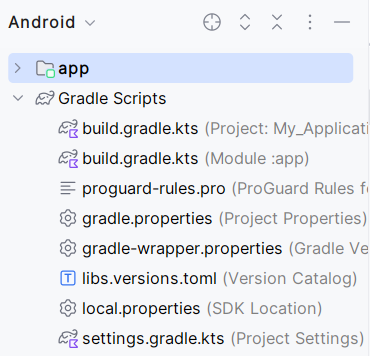 Android
app
Gradle Scripts
build.gradle.kts (Project: My_Applicati
build.gradle.kts (Module :app)
proguard-rules.pro (ProGuard Rules fo
gradle.properties (Project Properties)
gradle-wrapper.properties (Gradle Ve
libs.versions.toml (Version Catalog)
local.properties (SDK Location)
settings.gradle.kts (Project Settings)